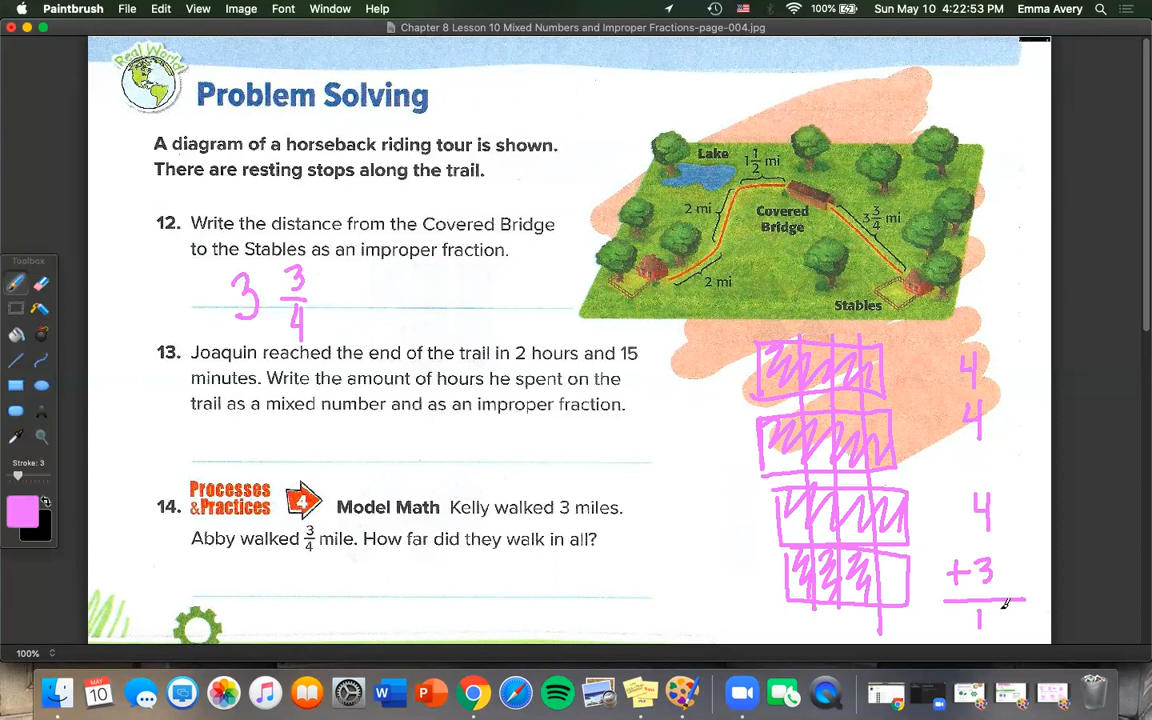 Paintbrush File Edit View Image Font Window Help 100% Sun May 10 4:22:53 PM Emma Avery
Chapter 8 Lesson 10 Mixed Numbers and Improper Fractions-page-004.jpg
Real World
Problem Solving
A diagram of a horseback riding tour is shown.
There are resting stops along the trail.
12. Write the distance from the Covered Bridge
to the Stables as an improper fraction.
3 3/4
13. Joaquin reached the end of the trail in 2 hours and 15
minutes. Write the amount of hours he spent on the
trail as a mixed number and as an improper fraction.
Processes
&Practices 4
14. Model Math Kelly walked 3 miles.
Abby walked 3/4 mile. How far did they walk in all?
Lake
1 1/2 mi
2 mi
Covered
Bridge
3 3/4 mi
2 mi
Stables
4
4
4
+3
1
Toolbox
Stroke: 3
100%
MAY
10
W
P